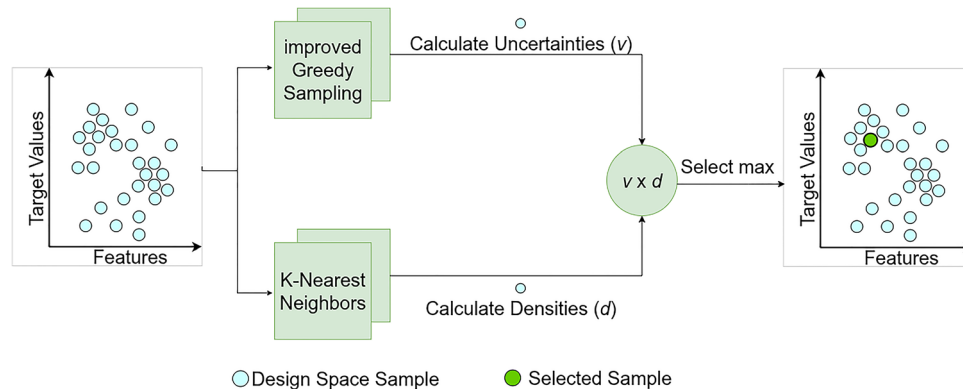 improved
Greedy
Sampling
Calculate Uncertainties (v)
Target Values
Features
v x d
Select max
K-Nearest
Neighbors
Calculate Densities (d)
Target Values
Features
Design Space Sample
Selected Sample